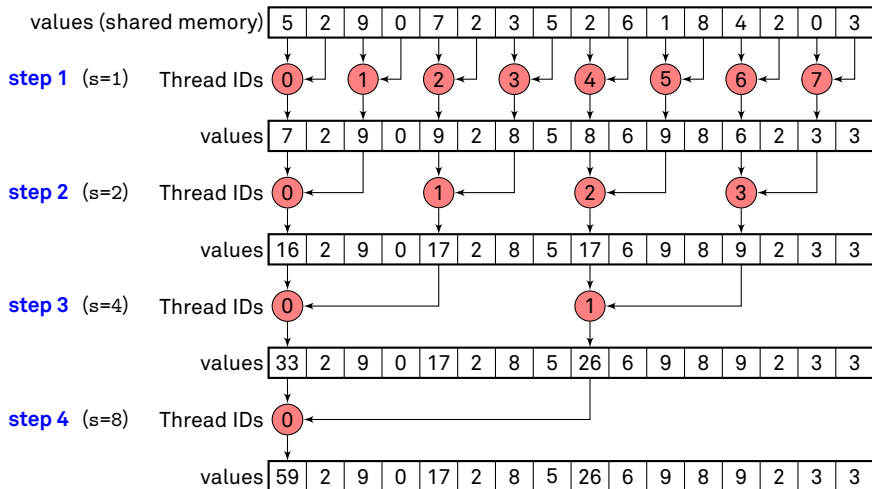 values (shared memory) 5 2 9 0 7 2 3 5 2 6 1 8 4 2 0 3
step 1 (s=1) Thread IDs 0 1 2 3 4 5 6 7
values 7 2 9 0 9 2 8 5 8 6 9 8 6 2 3 3
step 2 (s=2) Thread IDs 0 1 2 3
values 16 2 9 0 17 2 8 5 17 6 9 8 9 2 3 3
step 3 (s=4) Thread IDs 0 1
values 33 2 9 0 17 2 8 5 26 6 9 8 9 2 3 3
step 4 (s=8) Thread IDs 0
values 59 2 9 0 17 2 8 5 26 6 9 8 9 2 3 3